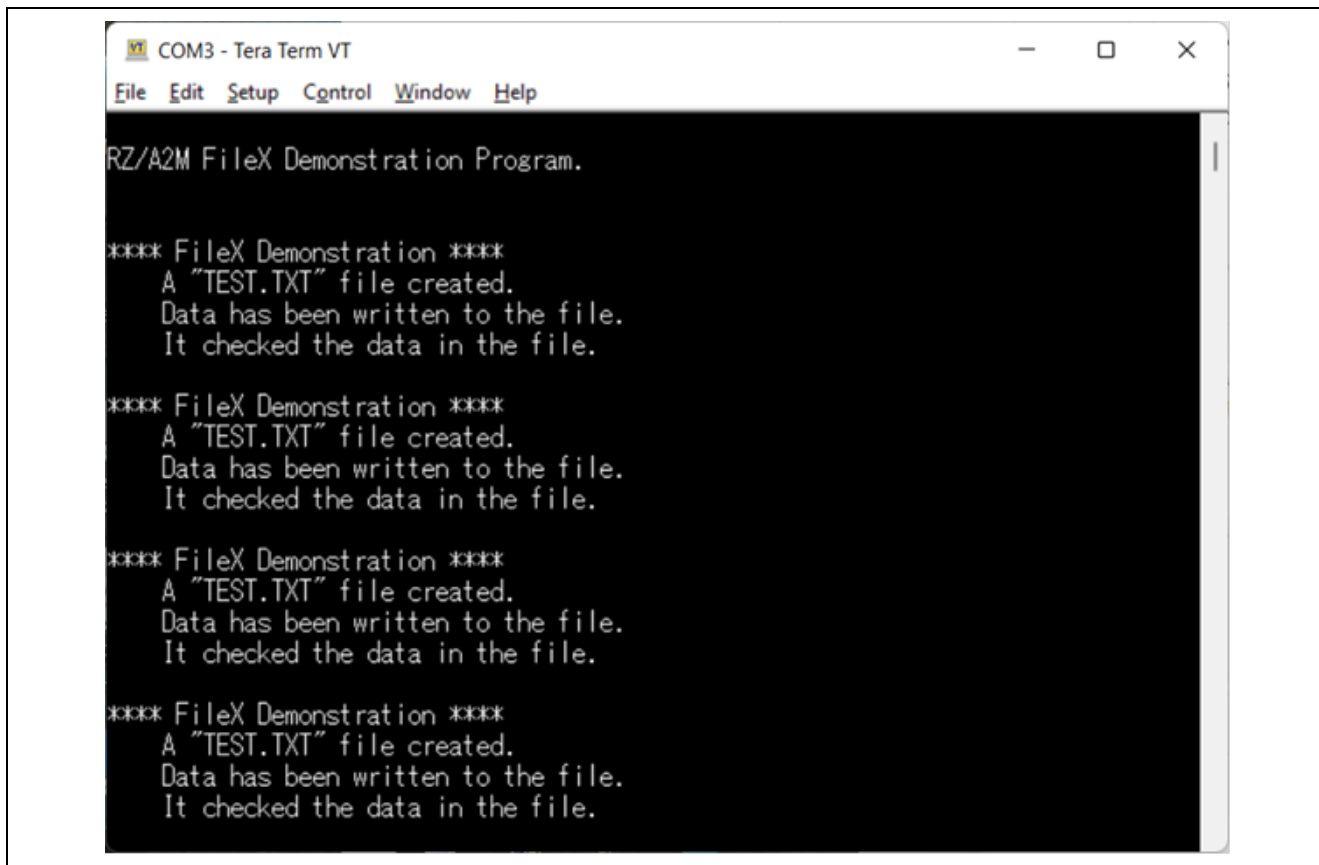 COM3 - Tera Term VT
File Edit Setup Control Window Help
RZ/A2M FileX Demonstration Program.
**** FileX Demonstration ****
A "TEST.TXT" file created.
Data has been written to the file.
It checked the data in the file.
**** FileX Demonstration ****
A "TEST.TXT" file created.
Data has been written to the file.
It checked the data in the file.
**** FileX Demonstration ****
A "TEST.TXT" file created.
Data has been written to the file.
It checked the data in the file.
**** FileX Demonstration ****
A "TEST.TXT" file created.
Data has been written to the file.
It checked the data in the file.